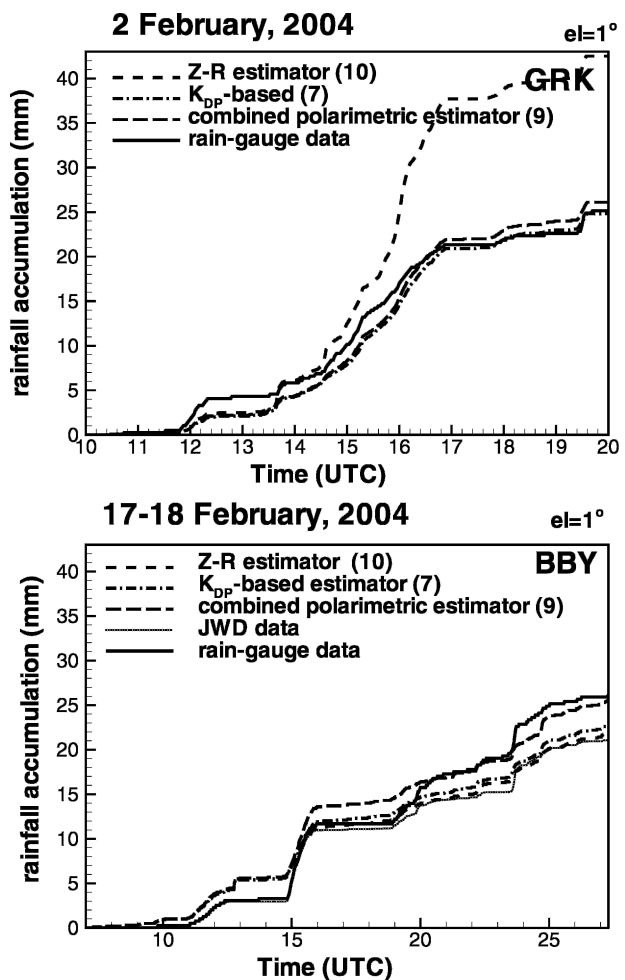 2 February, 2004
el=1°
GRK
Z-R estimator (10)
K_DP-based (7)
combined polarimetric estimator (9)
rain-gauge data
rainfall accumulation (mm)
40
35
30
25
20
15
10
5
0
10 11 12 13 14 15 16 17 18 19 20
Time (UTC)
17-18 February, 2004
el=1°
BBY
Z-R estimator (10)
K_DP-based estimator (7)
combined polarimetric estimator (9)
JWD data
rain-gauge data
rainfall accumulation (mm)
40
35
30
25
20
15
10
5
0
10 15 20 25
Time (UTC)